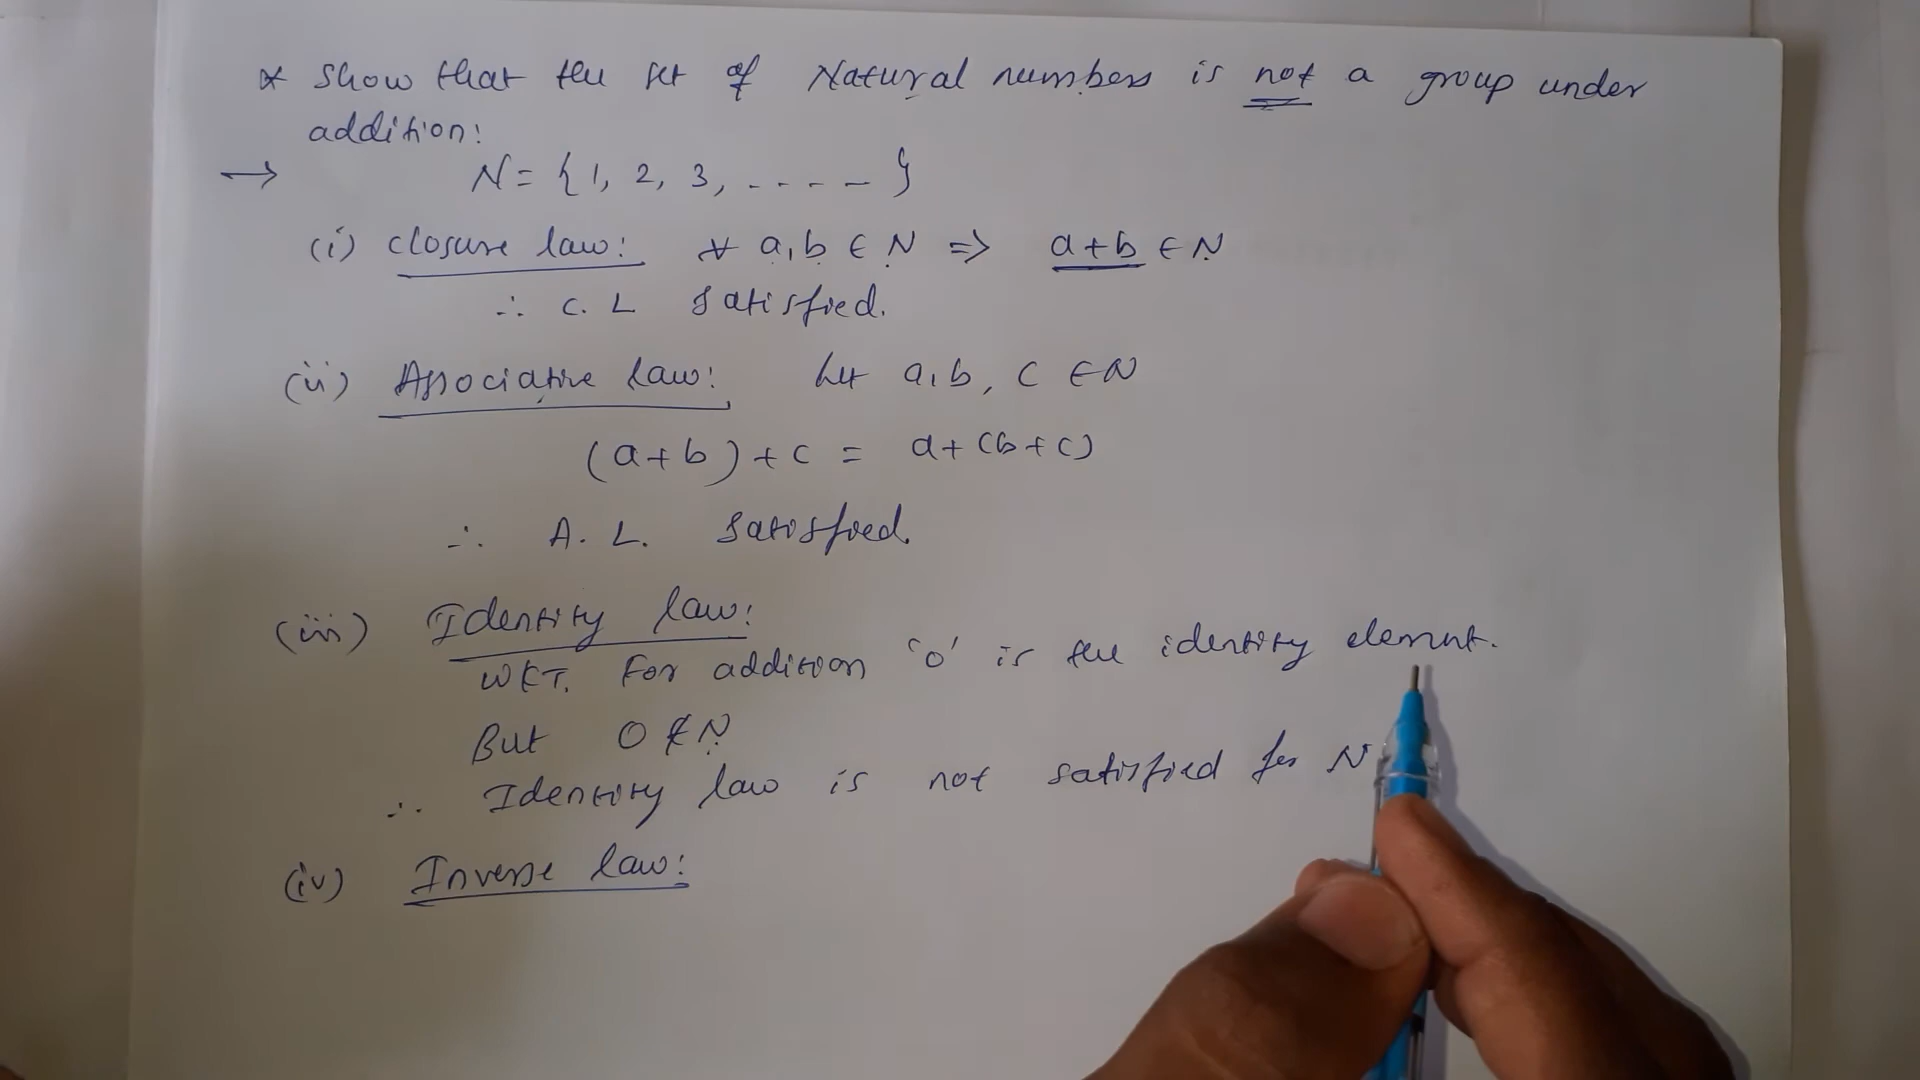 * Show that the set of Natural numbers is not a group under
addition:
→ N = {1, 2, 3, - - - - - }
(i) closure law: ∀ a, b ∈ N ⇒ a+b ∈ N
∴ C. L satisfied.
(ii) Associative law: Let a, b, c ∈ N
(a+b)+c = a+(b+c)
∴ A. L. satisfied.
(iii) Identity law:
WKT. For addition 'o' is the identity element.
But 0 ∉ N
∴ Identity law is not satisfied for N
(iv) Inverse law: